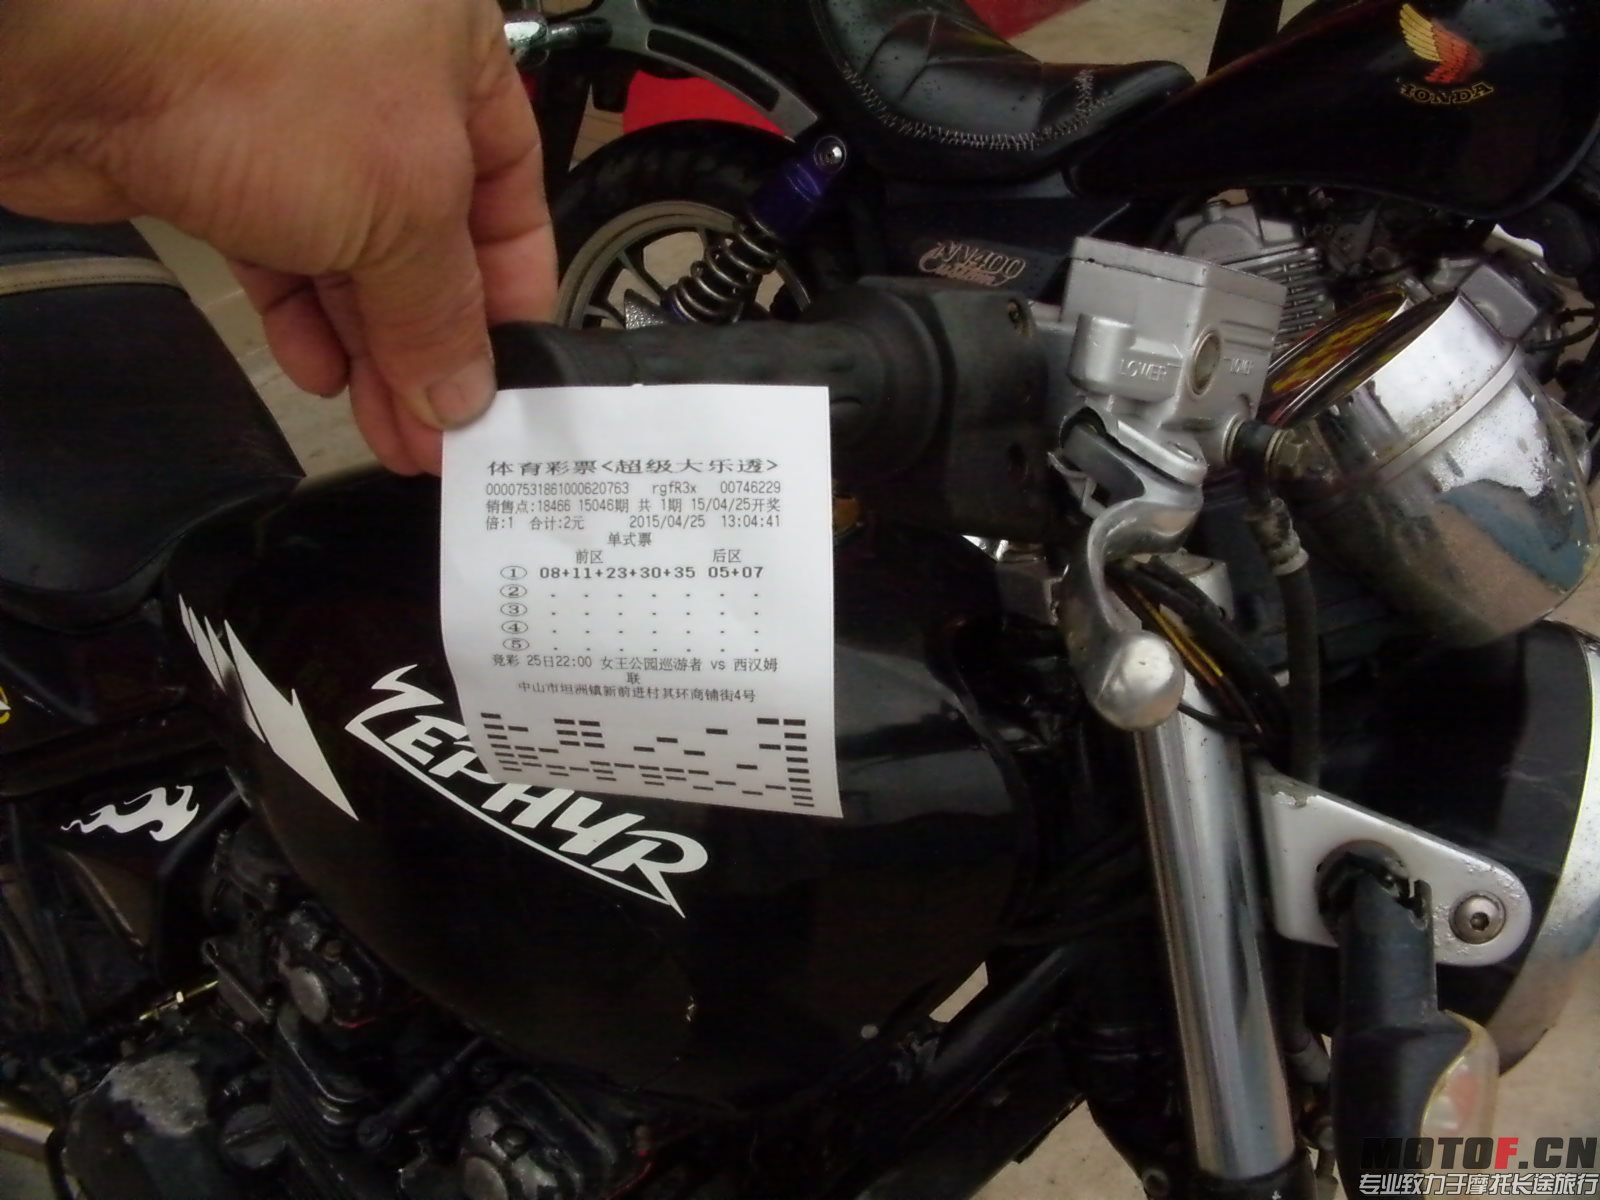 HONDA
LOWER
体育彩票<超级大乐透>
00007531861000620763 rgfR3x 00746229
销售点:18466 15046期 共 1期 15/04/25开奖
倍:1 合计:2元 2015/04/25 13:04:41
单式票
前区 后区
① 08+11+23+30+35 05+07
② . . . . . . .
③ . . . . . . .
④ . . . . . . .
⑤ . . . . . . .
竞彩 25日22:00 女王公园巡游者 vs 西汉姆
联
中山市坦洲镇新前进村其环商铺街4号
ZEPHYR
MOTOF.CN
专业致力于摩托长途旅行